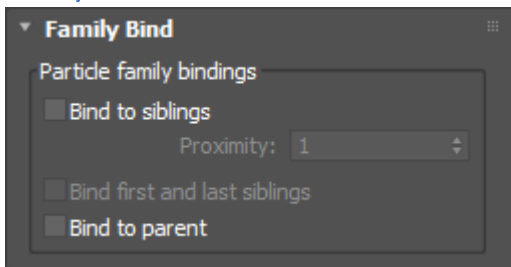 Family Bind
Particle family bindings
Bind to siblings
Proximity: 1
Bind first and last siblings
Bind to parent